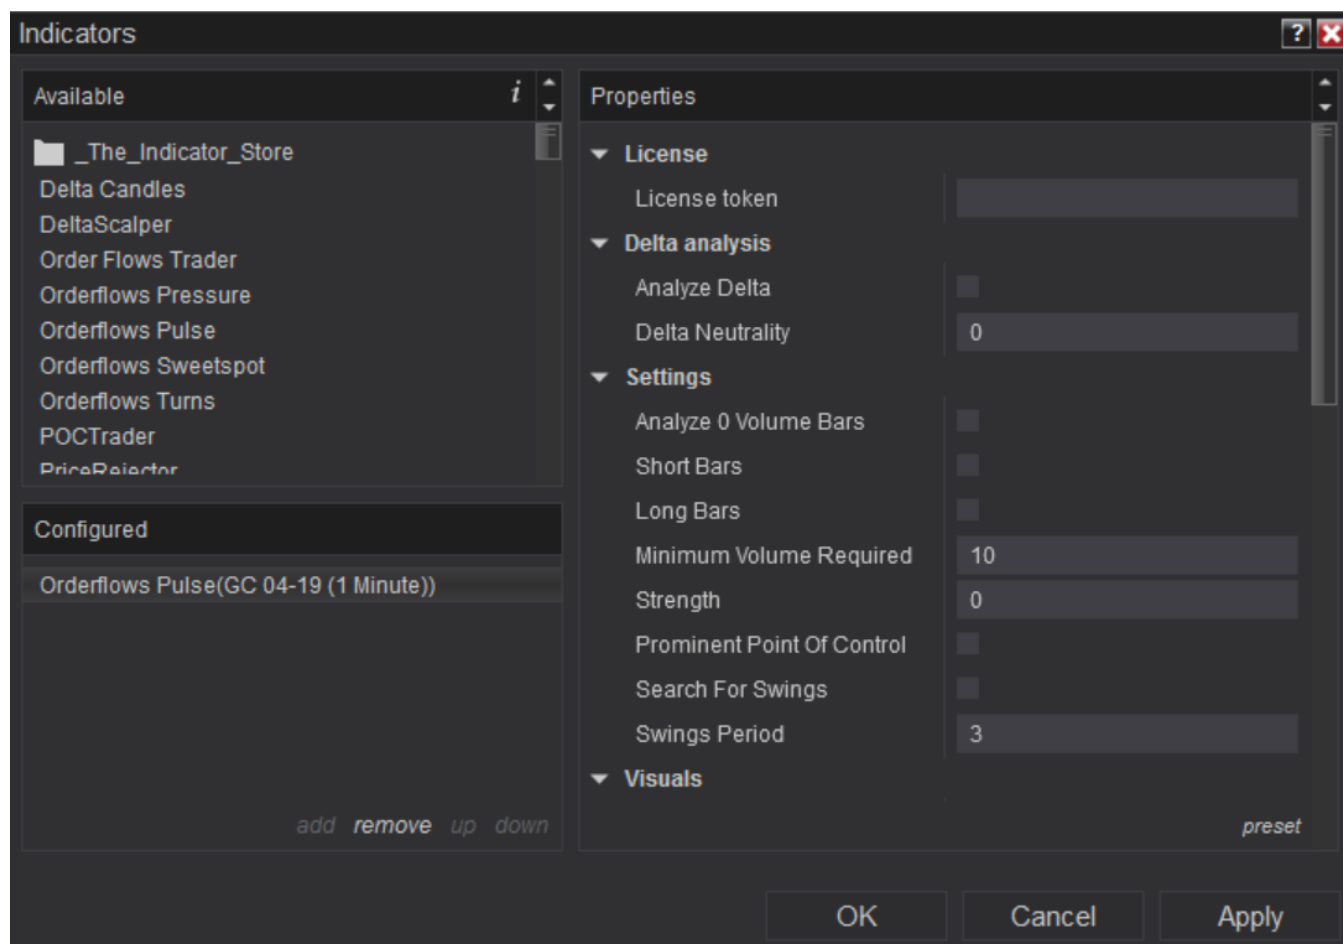 Indicators
?
Available
i
_The_Indicator_Store
Delta Candles
DeltaScalper
Order Flows Trader
Orderflows Pressure
Orderflows Pulse
Orderflows Sweetspot
Orderflows Turns
POCTrader
PriceRejector
Configured
Orderflows Pulse(GC 04-19 (1 Minute))
add remove up down
Properties
License
License token
Delta analysis
Analyze Delta
Delta Neutrality 0
Settings
Analyze 0 Volume Bars
Short Bars
Long Bars
Minimum Volume Required 10
Strength 0
Prominent Point Of Control
Search For Swings
Swings Period 3
Visuals
preset
OK Cancel Apply